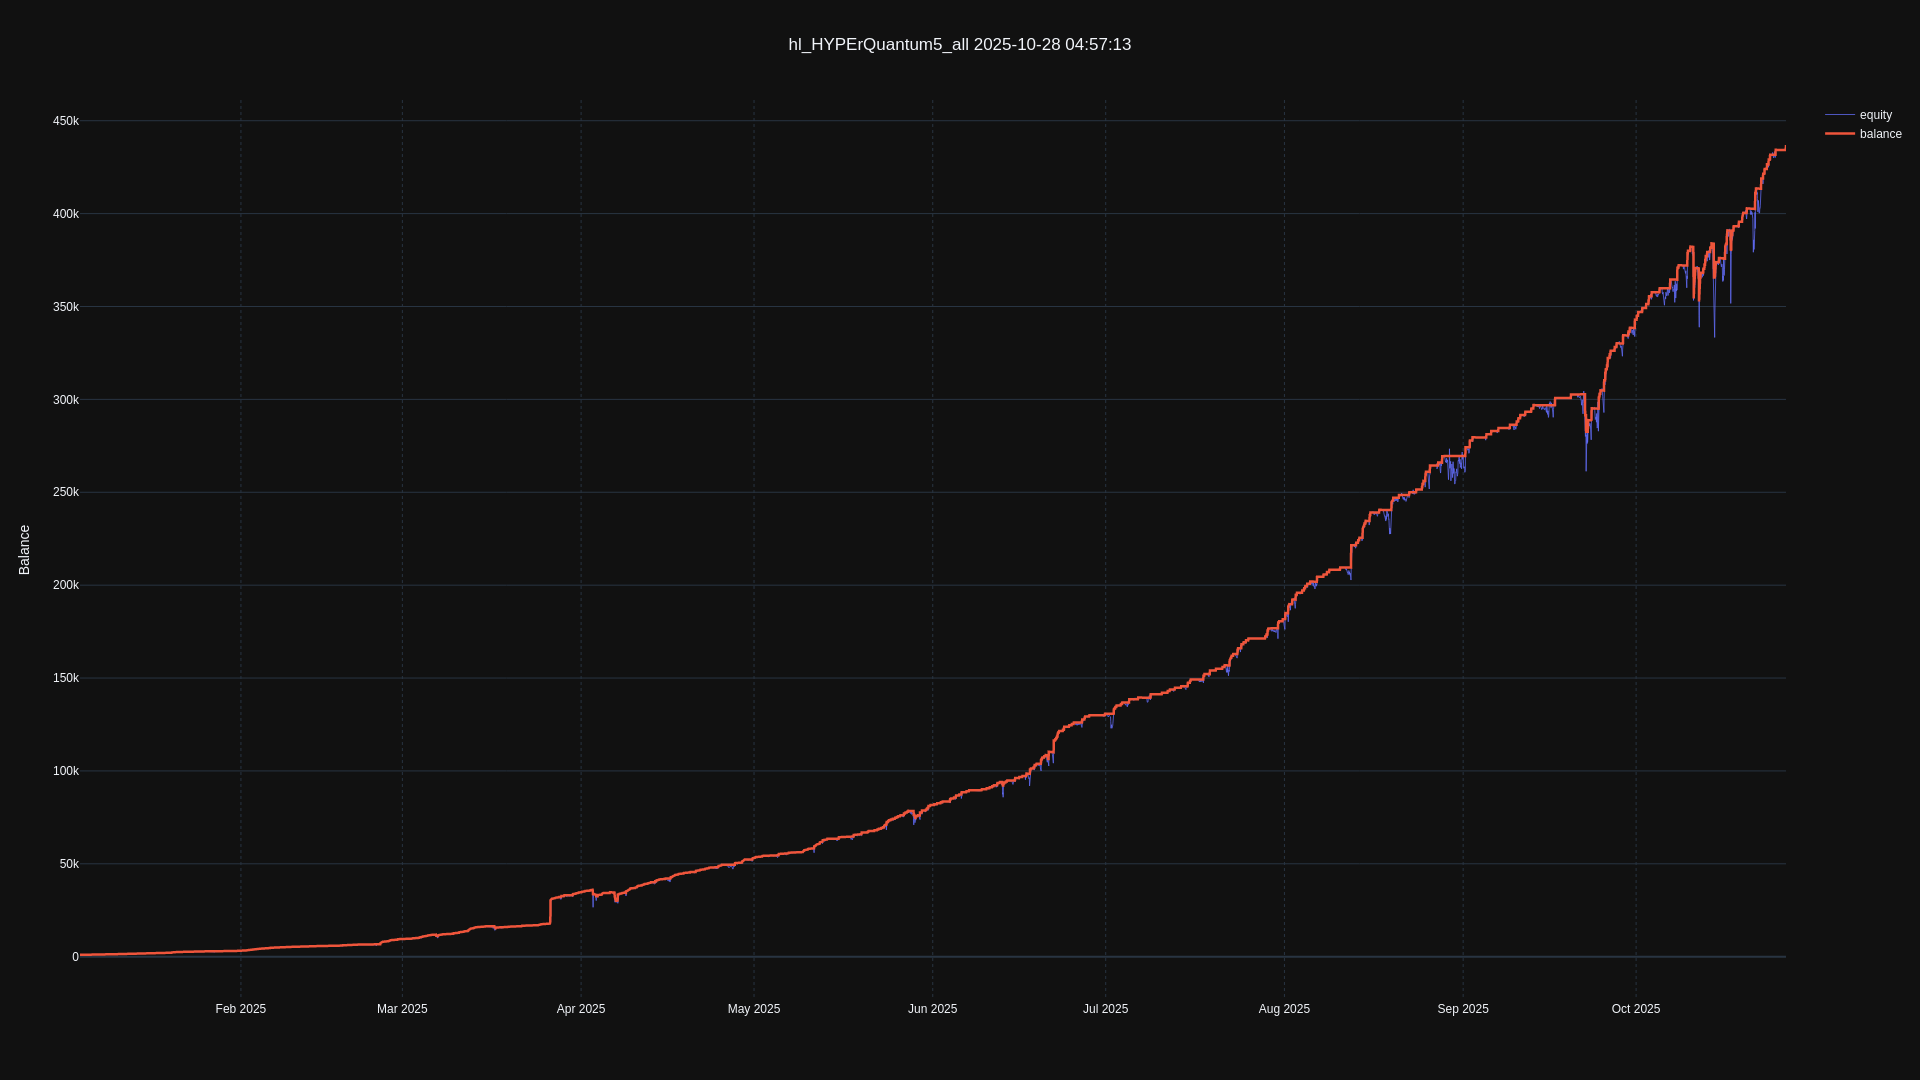 hl_HYPErQuantum5_all 2025-10-28 04:57:13
equity
balance
450k
400k
350k
300k
250k
200k
150k
100k
50k
0
Balance
Feb 2025
Mar 2025
Apr 2025
May 2025
Jun 2025
Jul 2025
Aug 2025
Sep 2025
Oct 2025